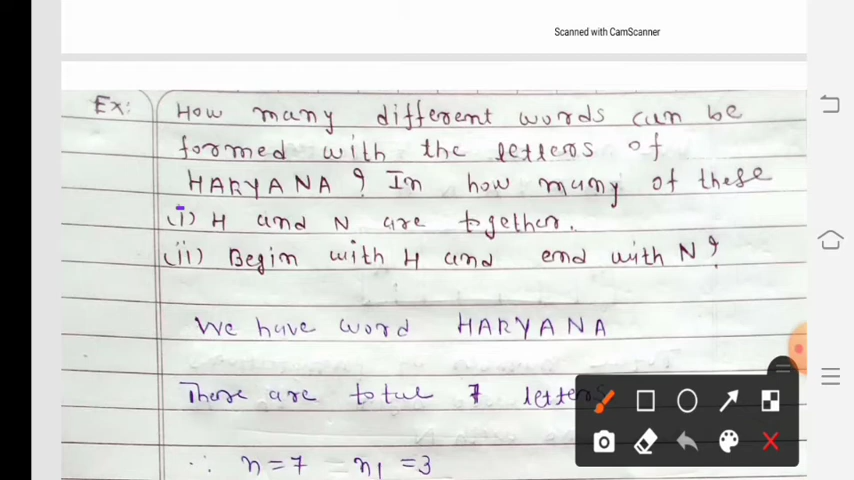 Scanned with CamScanner
Ex:
How many different words can be
formed with the letters of
HARYANA ? In how many of these
(i) H and N are together.
(ii) Begin with H and end with N ?
We have word HARYANA
There are total 7 letters
∴ n = 7 n1 = 3